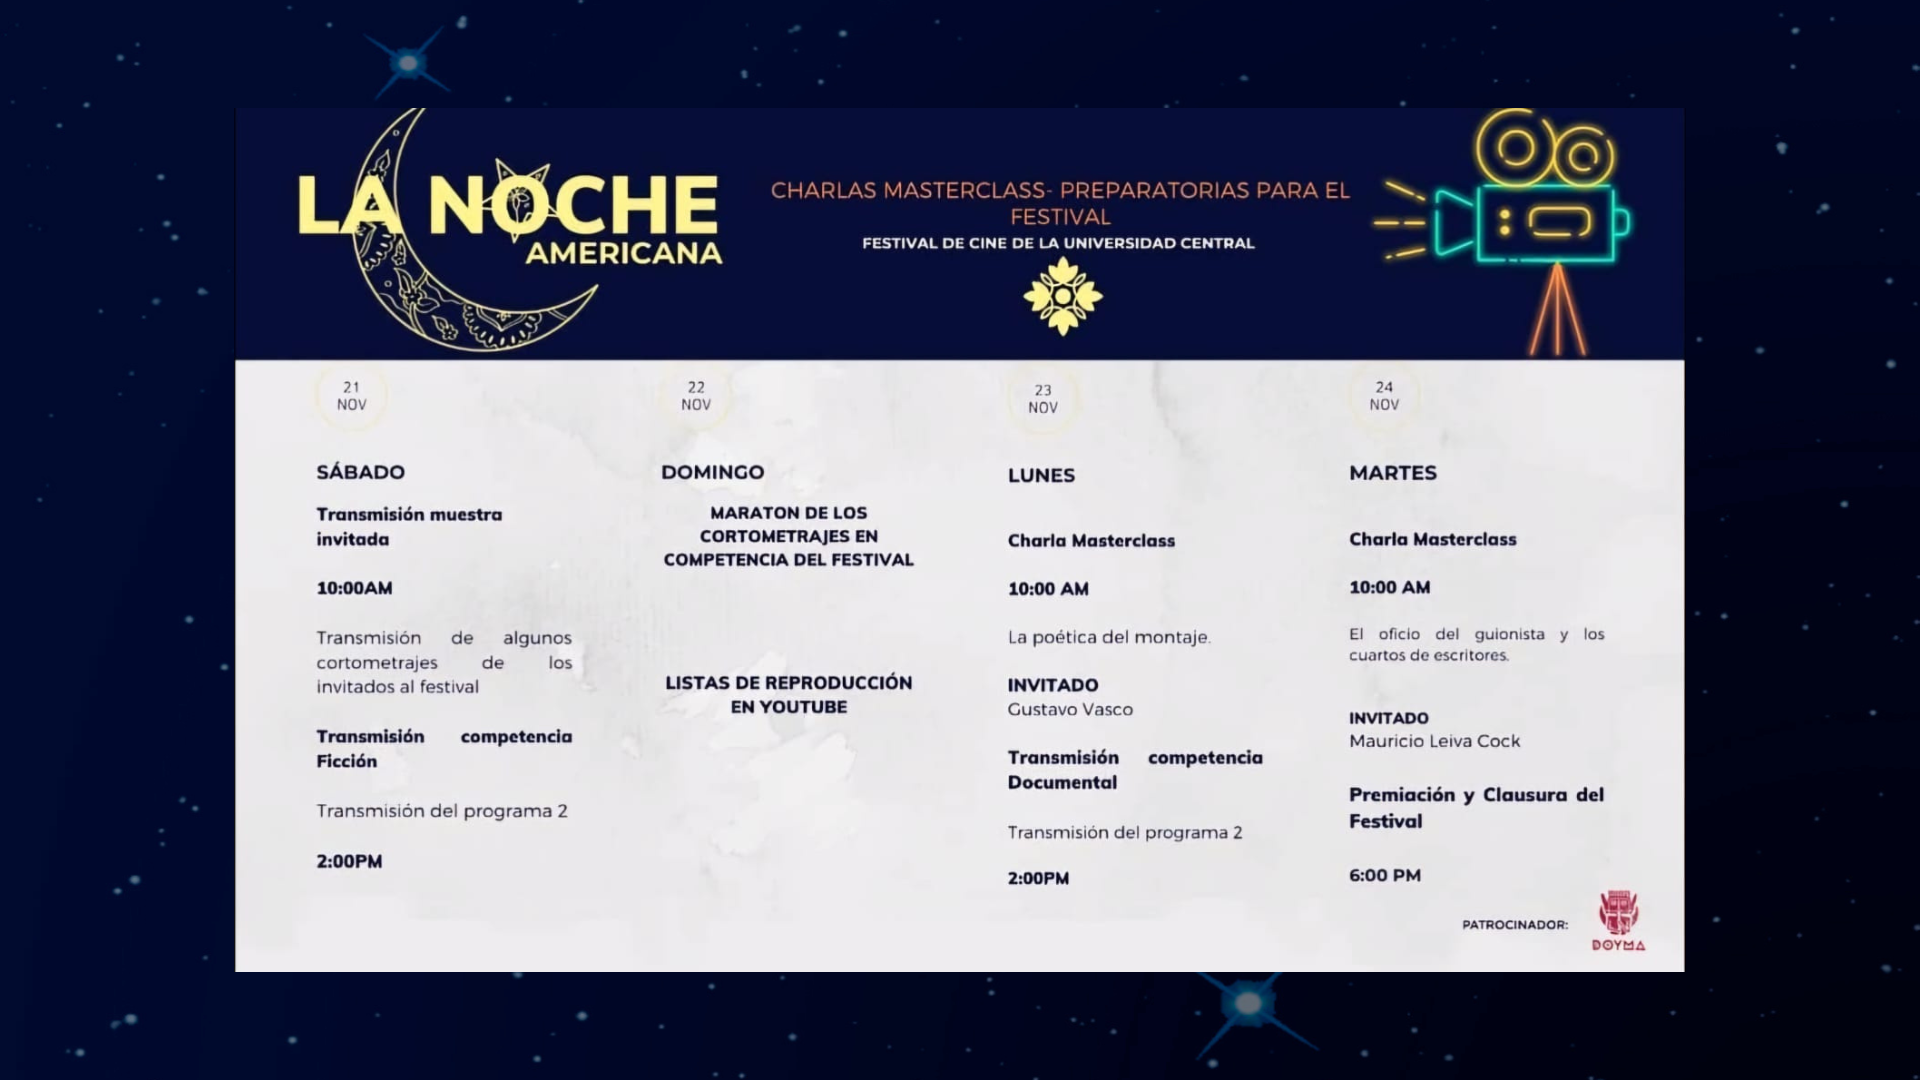 LA NOCHE
AMERICANA
CHARLAS MASTERCLASS- PREPARATORIAS PARA EL
FESTIVAL
FESTIVAL DE CINE DE LA UNIVERSIDAD CENTRAL
21
NOV
SÁBADO
Transmisión muestra
invitada
10:00AM
Transmisión de algunos
cortometrajes de los
invitados al festival
Transmisión competencia
Ficción
Transmisión del programa 2
2:00PM
22
NOV
DOMINGO
MARATON DE LOS
CORTOMETRAJES EN
COMPETENCIA DEL FESTIVAL
LISTAS DE REPRODUCCIÓN
EN YOUTUBE
23
NOV
LUNES
Charla Masterclass
10:00 AM
La poética del montaje.
INVITADO
Gustavo Vasco
Transmisión competencia
Documental
Transmisión del programa 2
2:00PM
24
NOV
MARTES
Charla Masterclass
10:00 AM
El oficio del guionista y los
cuartos de escritores.
INVITADO
Mauricio Leiva Cock
Premiación y Clausura del
Festival
6:00 PM
PATROCINADOR:
DOYMA